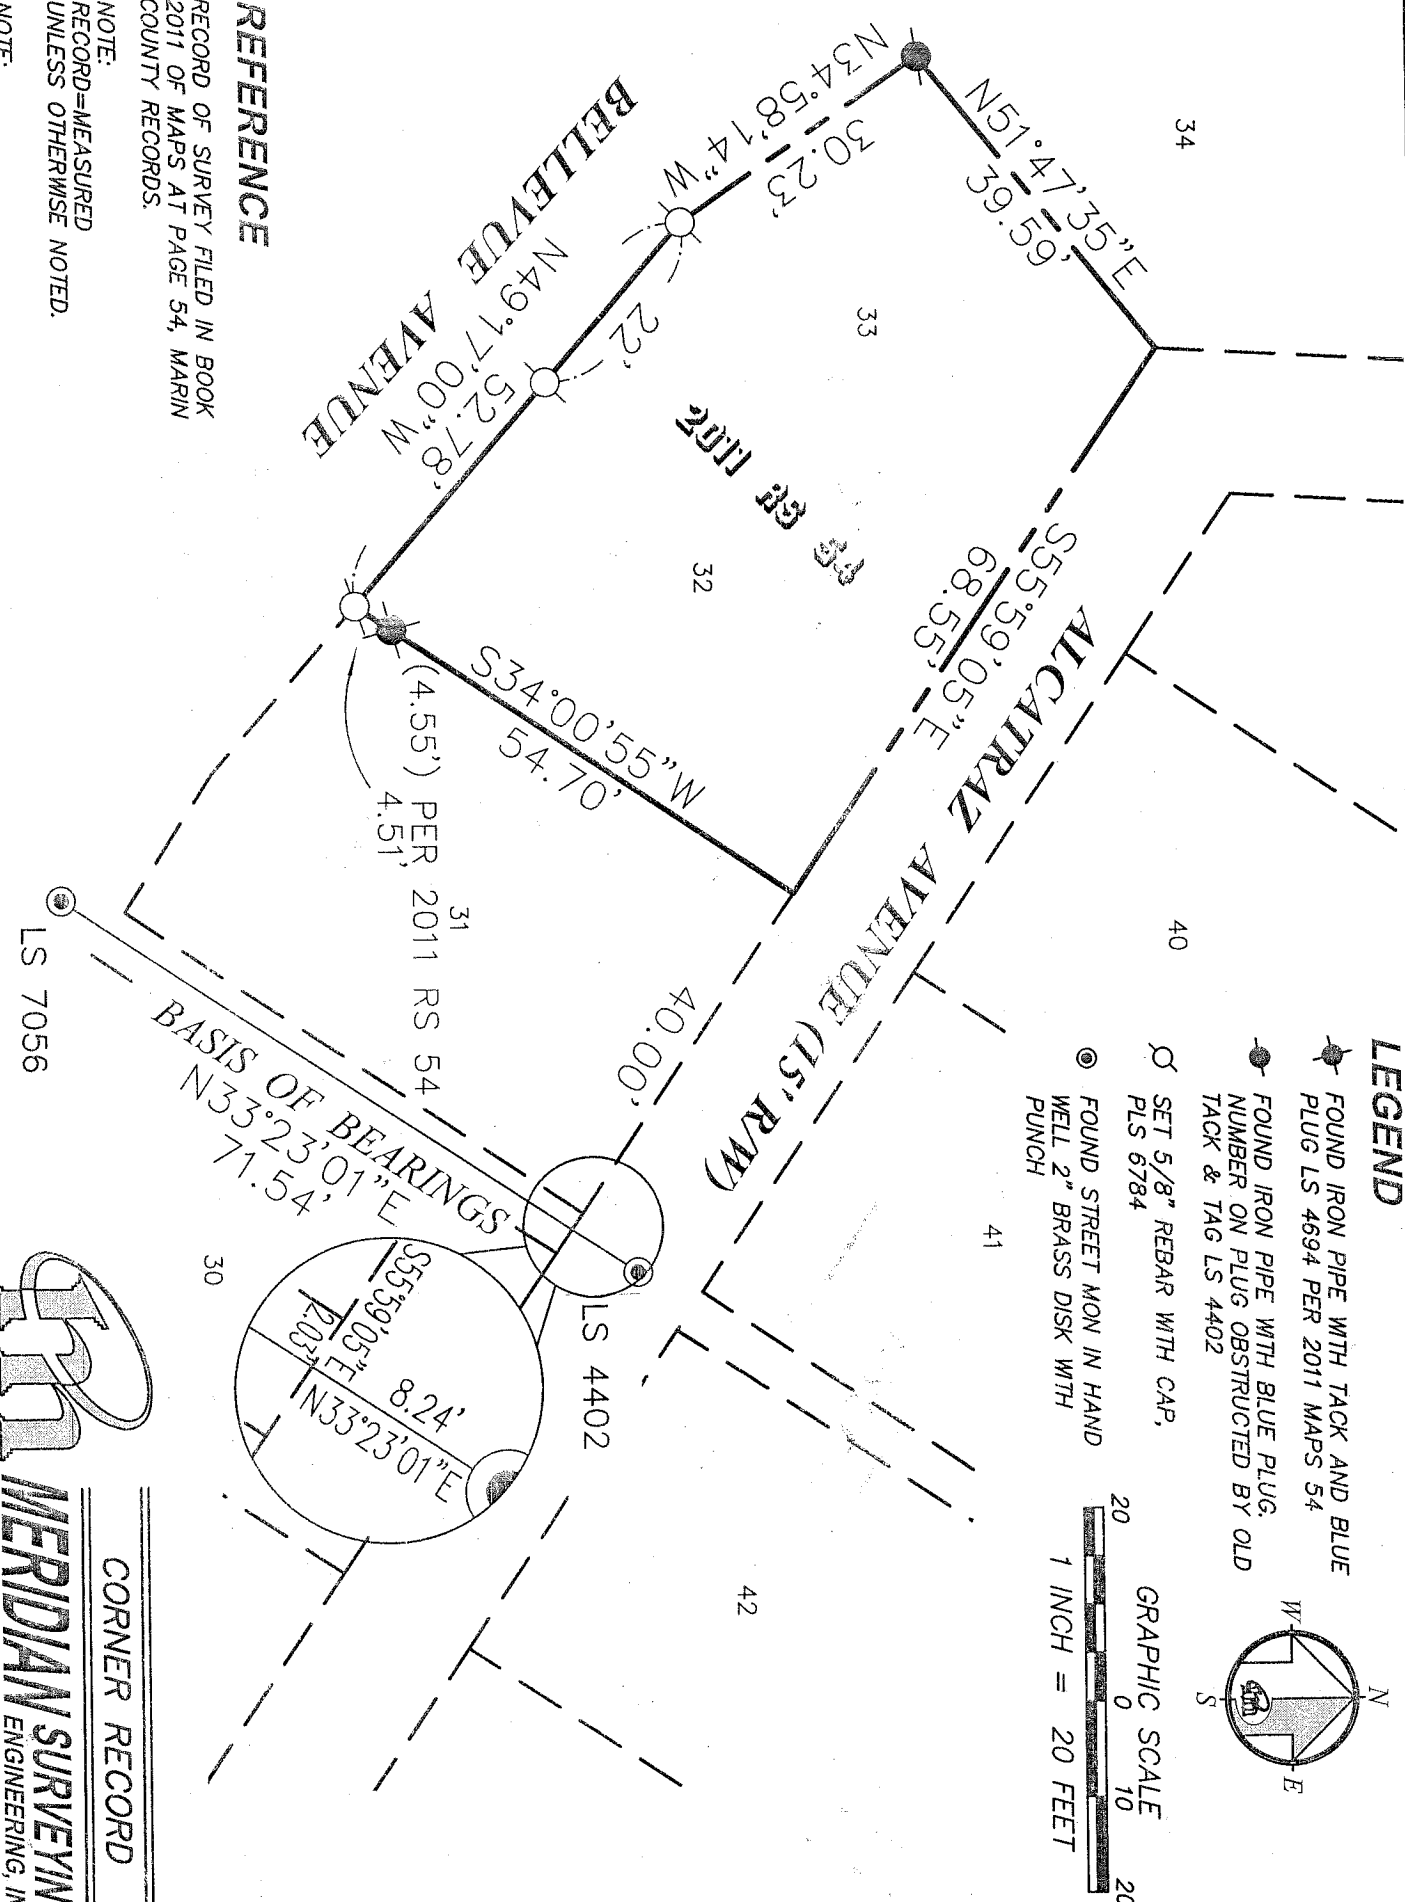 LEGEND
FOUND IRON PIPE WITH TACK AND BLUE
PLUG LS 4694 PER 2011 MAPS 54
FOUND IRON PIPE WITH BLUE PLUG.
NUMBER ON PLUG OBSTRUCTED BY OLD
TACK & TAG LS 4402
SET 5/8" REBAR WITH CAP,
PLS 6784
FOUND STREET MON IN HAND
WELL 2" BRASS DISK WITH
PUNCH
N
W
E
S
GRAPHIC SCALE
20
0
10
20
1 INCH = 20 FEET
34
N51°47'35"E
39.59'
N34°58'14"W
30.23'
33
22'
BELLEVUE AVENUE
N49°17'00"W
52.78'
2011 RS 54
32
S55°59'05"E
68.55'
ALCATRAZ AVENUE (15' R/W)
40
41
42
S34°00'55"W
54.70'
(4.55') PER 2011 RS 54
4.51'
31
40.00'
BASIS OF BEARINGS
N33°23'01"E
71.54'
LS 7056
LS 4402
30
S55°59'05"E
2.03'
8.24'
N33°23'01"E
REFERENCE
RECORD OF SURVEY FILED IN BOOK
2011 OF MAPS AT PAGE 54, MARIN
COUNTY RECORDS.
NOTE:
RECORD=MEASURED
UNLESS OTHERWISE NOTED.
NOTE:
CORNER RECORD
MERIDIAN SURVEYIN
ENGINEERING, IN